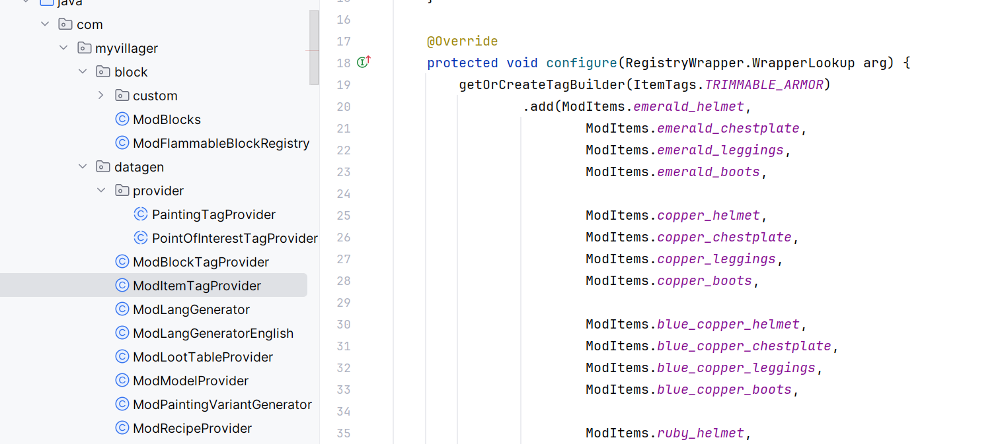 java
com
myvillager
block
custom
ModBlocks
ModFlammableBlockRegistry
datagen
provider
PaintingTagProvider
PointOfInterestTagProvider
ModBlockTagProvider
ModItemTagProvider
ModLangGenerator
ModLangGeneratorEnglish
ModLootTableProvider
ModModelProvider
ModPaintingVariantGenerator
ModRecipeProvider
16
17 @Override
18 protected void configure(RegistryWrapper.WrapperLookup arg) {
19 getOrCreateTagBuilder(ItemTags.TRIMMABLE_ARMOR)
20 .add(ModItems.emerald_helmet,
21 ModItems.emerald_chestplate,
22 ModItems.emerald_leggings,
23 ModItems.emerald_boots,
24
25 ModItems.copper_helmet,
26 ModItems.copper_chestplate,
27 ModItems.copper_leggings,
28 ModItems.copper_boots,
29
30 ModItems.blue_copper_helmet,
31 ModItems.blue_copper_chestplate,
32 ModItems.blue_copper_leggings,
33 ModItems.blue_copper_boots,
34
35 ModItems.ruby_helmet,